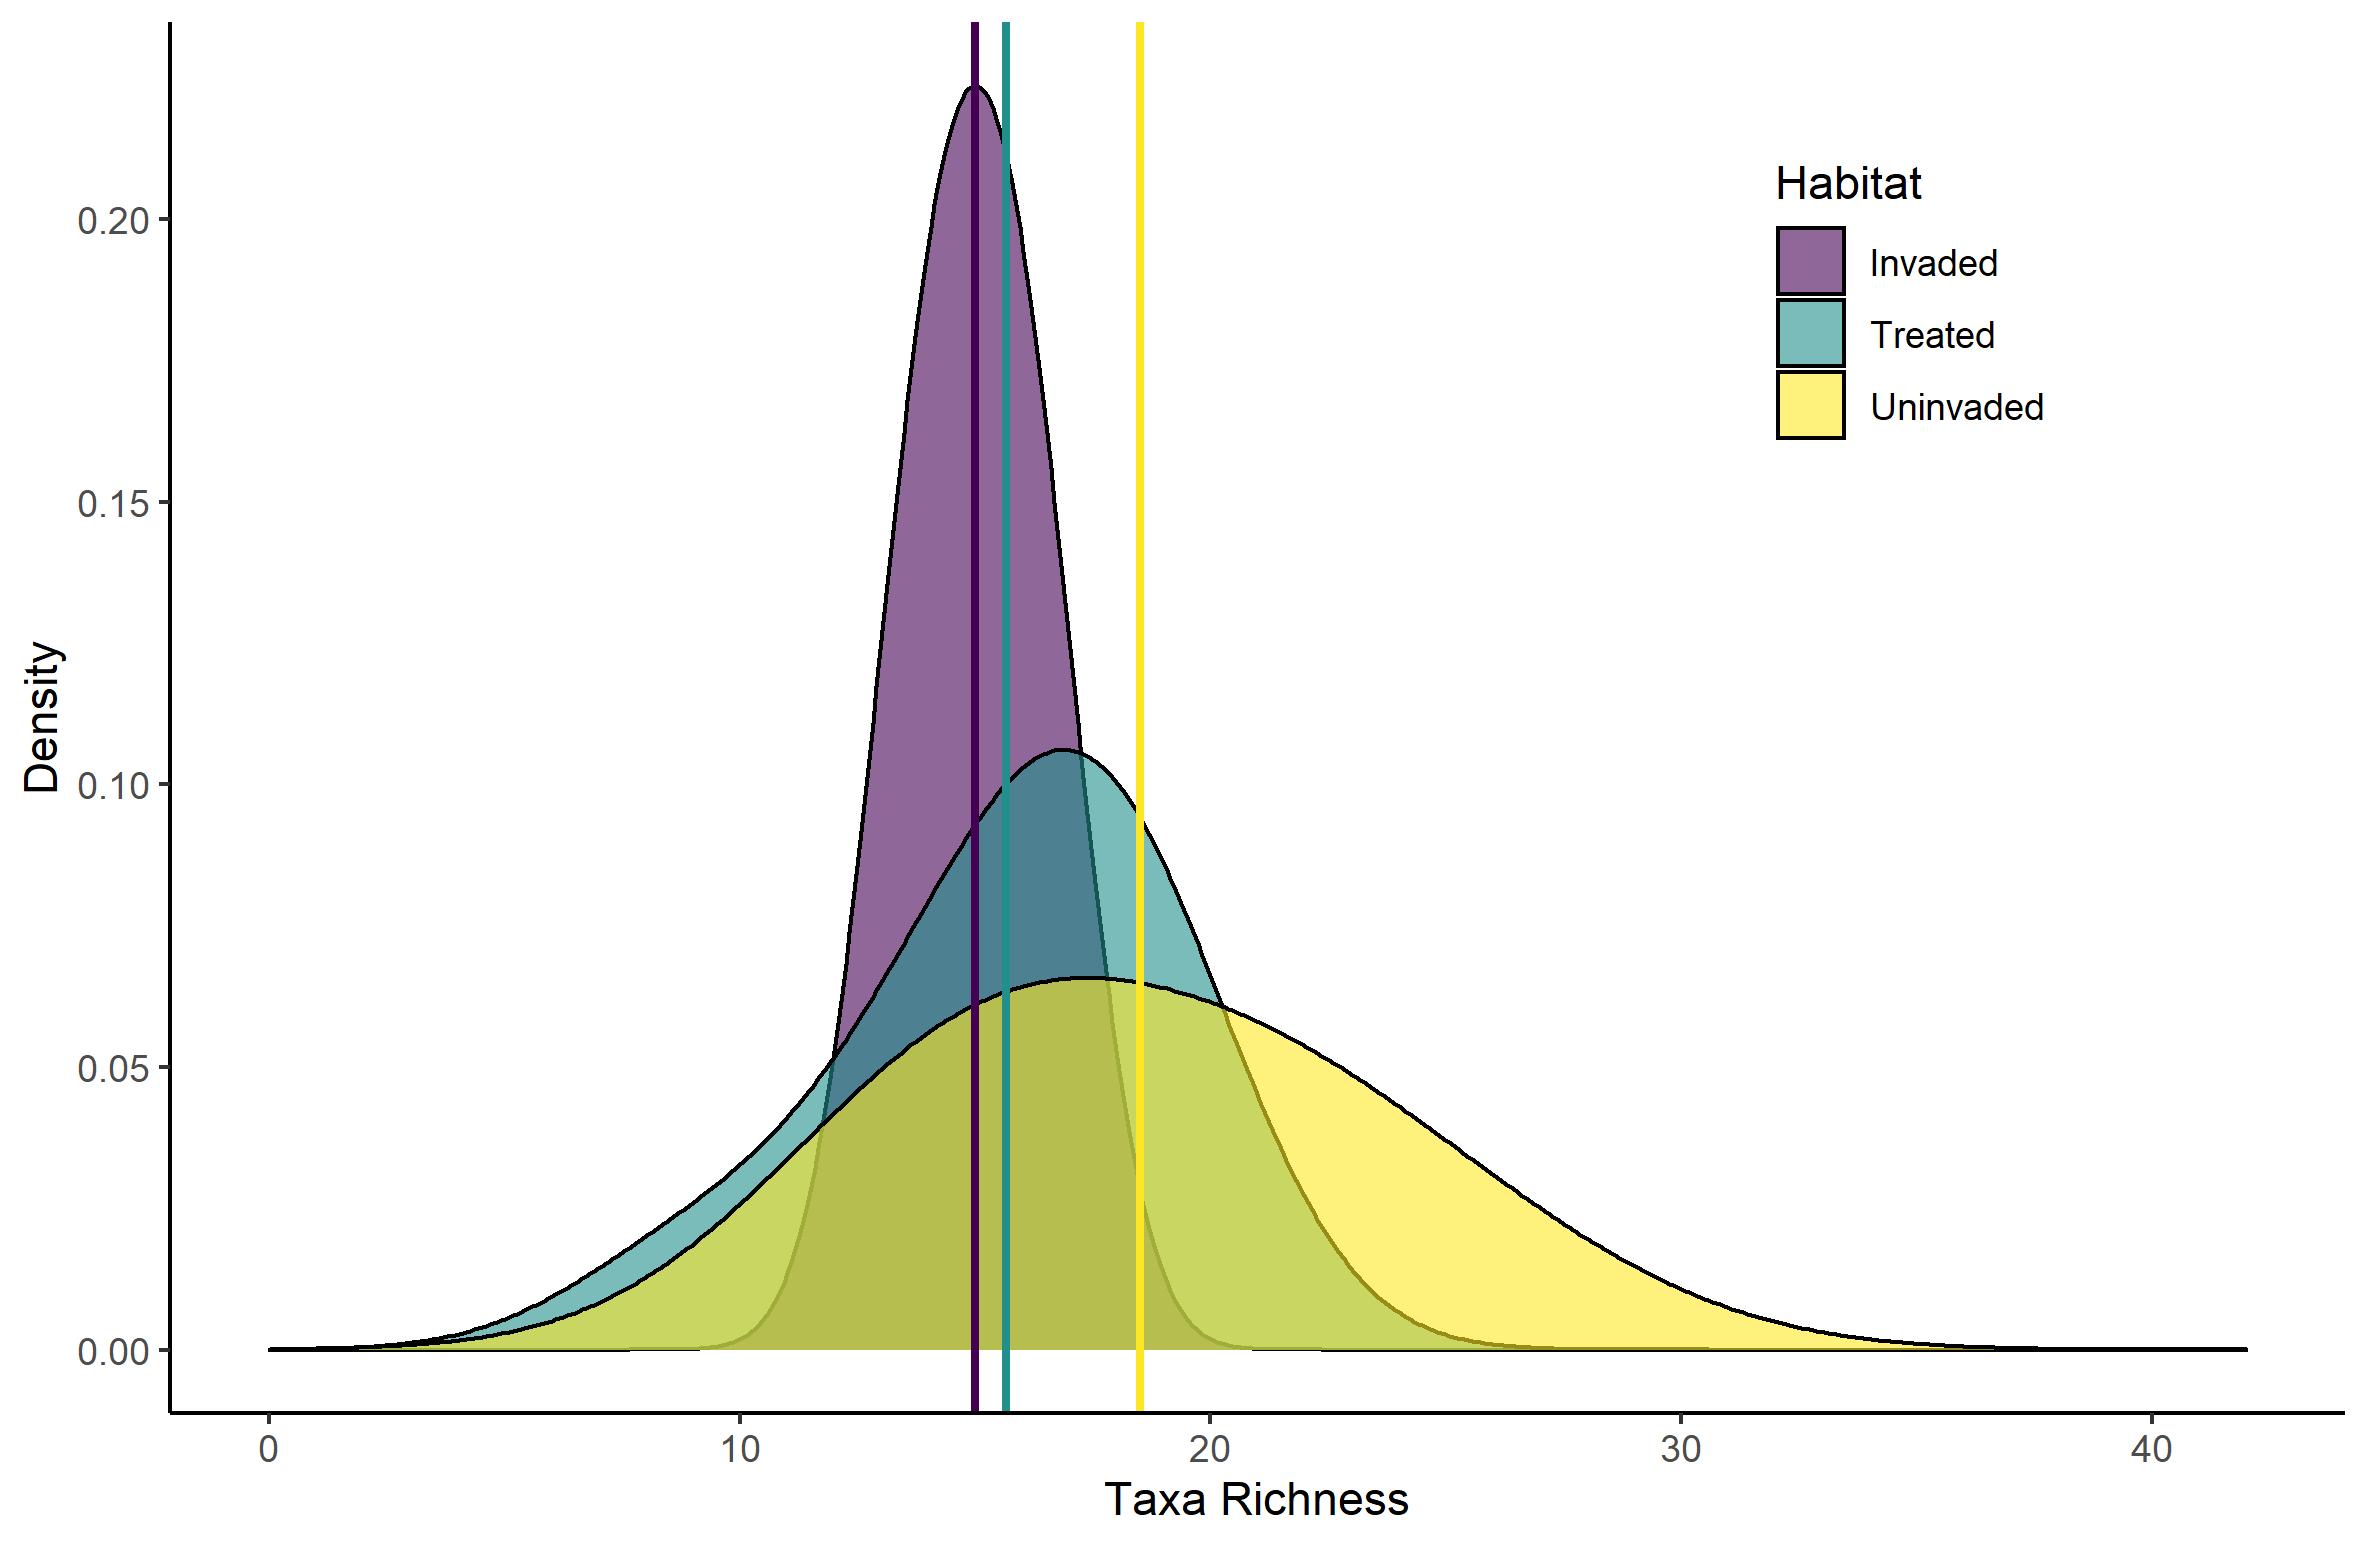 Habitat
Invaded
Treated
Uninvaded
Density
0.20
0.15
0.10
0.05
0.00
0 10 20 30 40
Taxa Richness